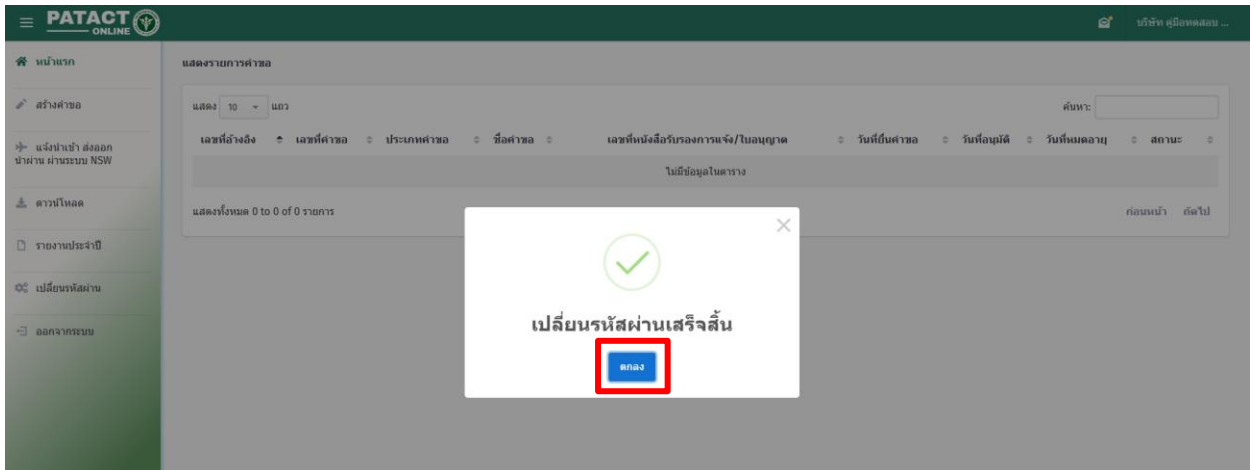 PATACT
ONLINE
บริษัท คู่มือทดสอบ ...
หน้าแรก
สร้างคำขอ
แจ้งนำเข้า ส่งออก
นำผ่าน ผ่านระบบ NSW
ดาวน์โหลด
รายงานประจำปี
เปลี่ยนรหัสผ่าน
ออกจากระบบ
แสดงรายการคำขอ
แสดง 10 แถว
ค้นหา:
เลขที่อ้างอิง เลขที่คำขอ ประเภทคำขอ ชื่อคำขอ เลขที่หนังสือรับรองการแจ้ง/ใบอนุญาต วันที่ยื่นคำขอ วันที่อนุมัติ วันที่หมดอายุ สถานะ
ไม่มีข้อมูลในตาราง
แสดงทั้งหมด 0 to 0 of 0 รายการ
ก่อนหน้า ถัดไป
เปลี่ยนรหัสผ่านเสร็จสิ้น
ตกลง